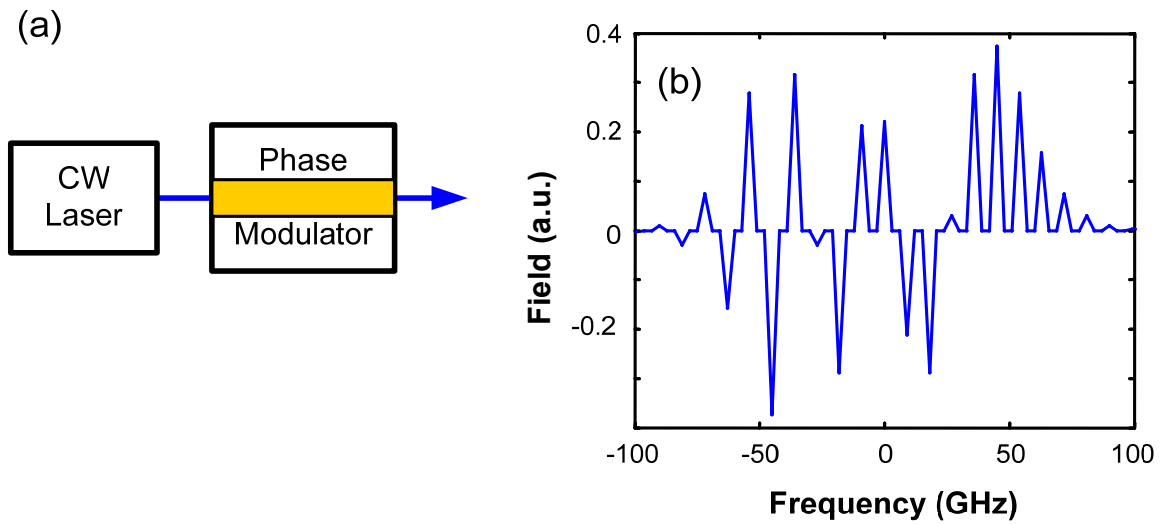 (a)
CW
Laser
Phase
Modulator
(b)
Field (a.u.)
0.4
0.2
0
-0.2
-100
-50
0
50
100
Frequency (GHz)